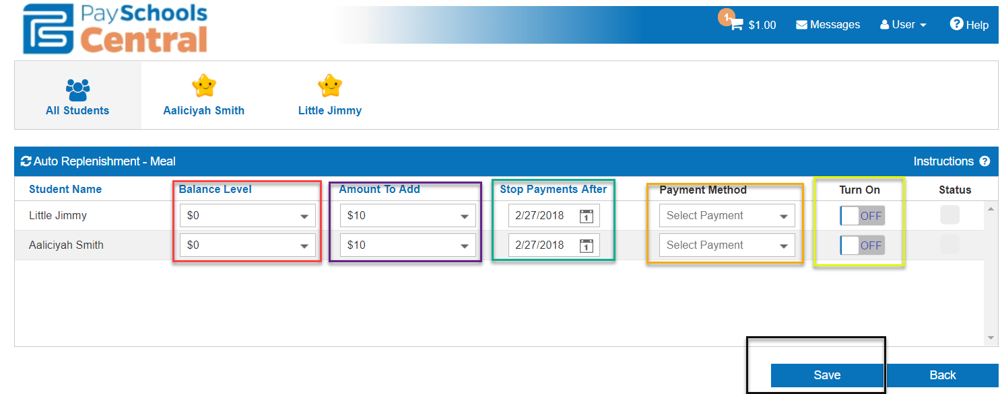 PaySchools
Central
1 $1.00 Messages User Help
All Students Aaliciyah Smith Little Jimmy
Auto Replenishment - Meal Instructions ?
Student Name Balance Level Amount To Add Stop Payments After Payment Method Turn On Status
Little Jimmy $0 $10 2/27/2018 1 Select Payment OFF
Aaliciyah Smith $0 $10 2/27/2018 1 Select Payment OFF
Save Back